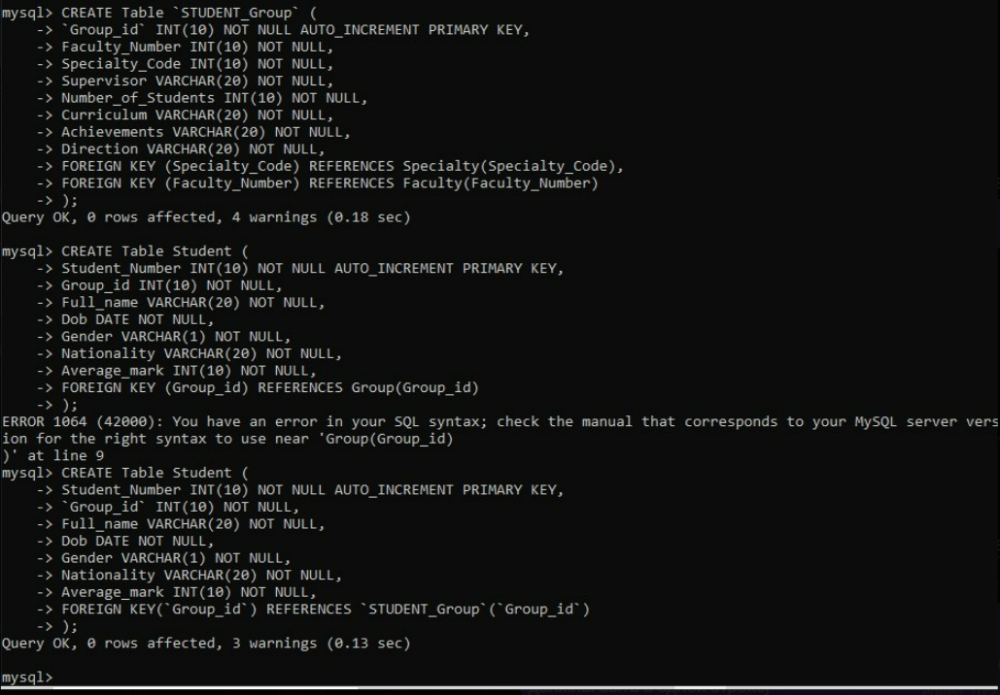 mysql> CREATE Table `STUDENT_Group` (
    -> `Group_id` INT(10) NOT NULL AUTO_INCREMENT PRIMARY KEY,
    -> Faculty_Number INT(10) NOT NULL,
    -> Specialty_Code INT(10) NOT NULL,
    -> Supervisor VARCHAR(20) NOT NULL,
    -> Number_of_Students INT(10) NOT NULL,
    -> Curriculum VARCHAR(20) NOT NULL,
    -> Achievements VARCHAR(20) NOT NULL,
    -> Direction VARCHAR(20) NOT NULL,
    -> FOREIGN KEY (Specialty_Code) REFERENCES Specialty(Specialty_Code),
    -> FOREIGN KEY (Faculty_Number) REFERENCES Faculty(Faculty_Number)
    -> );
Query OK, 0 rows affected, 4 warnings (0.18 sec)

mysql> CREATE Table Student (
    -> Student_Number INT(10) NOT NULL AUTO_INCREMENT PRIMARY KEY,
    -> Group_id INT(10) NOT NULL,
    -> Full_name VARCHAR(20) NOT NULL,
    -> Dob DATE NOT NULL,
    -> Gender VARCHAR(1) NOT NULL,
    -> Nationality VARCHAR(20) NOT NULL,
    -> Average_mark INT(10) NOT NULL,
    -> FOREIGN KEY (Group_id) REFERENCES Group(Group_id)
    -> );
ERROR 1064 (42000): You have an error in your SQL syntax; check the manual that corresponds to your MySQL server vers
ion for the right syntax to use near 'Group(Group_id)
)' at line 9
mysql> CREATE Table Student (
    -> Student_Number INT(10) NOT NULL AUTO_INCREMENT PRIMARY KEY,
    -> `Group_id` INT(10) NOT NULL,
    -> Full_name VARCHAR(20) NOT NULL,
    -> Dob DATE NOT NULL,
    -> Gender VARCHAR(1) NOT NULL,
    -> Nationality VARCHAR(20) NOT NULL,
    -> Average_mark INT(10) NOT NULL,
    -> FOREIGN KEY(`Group_id`) REFERENCES `STUDENT_Group`(`Group_id`)
    -> );
Query OK, 0 rows affected, 3 warnings (0.13 sec)

mysql>